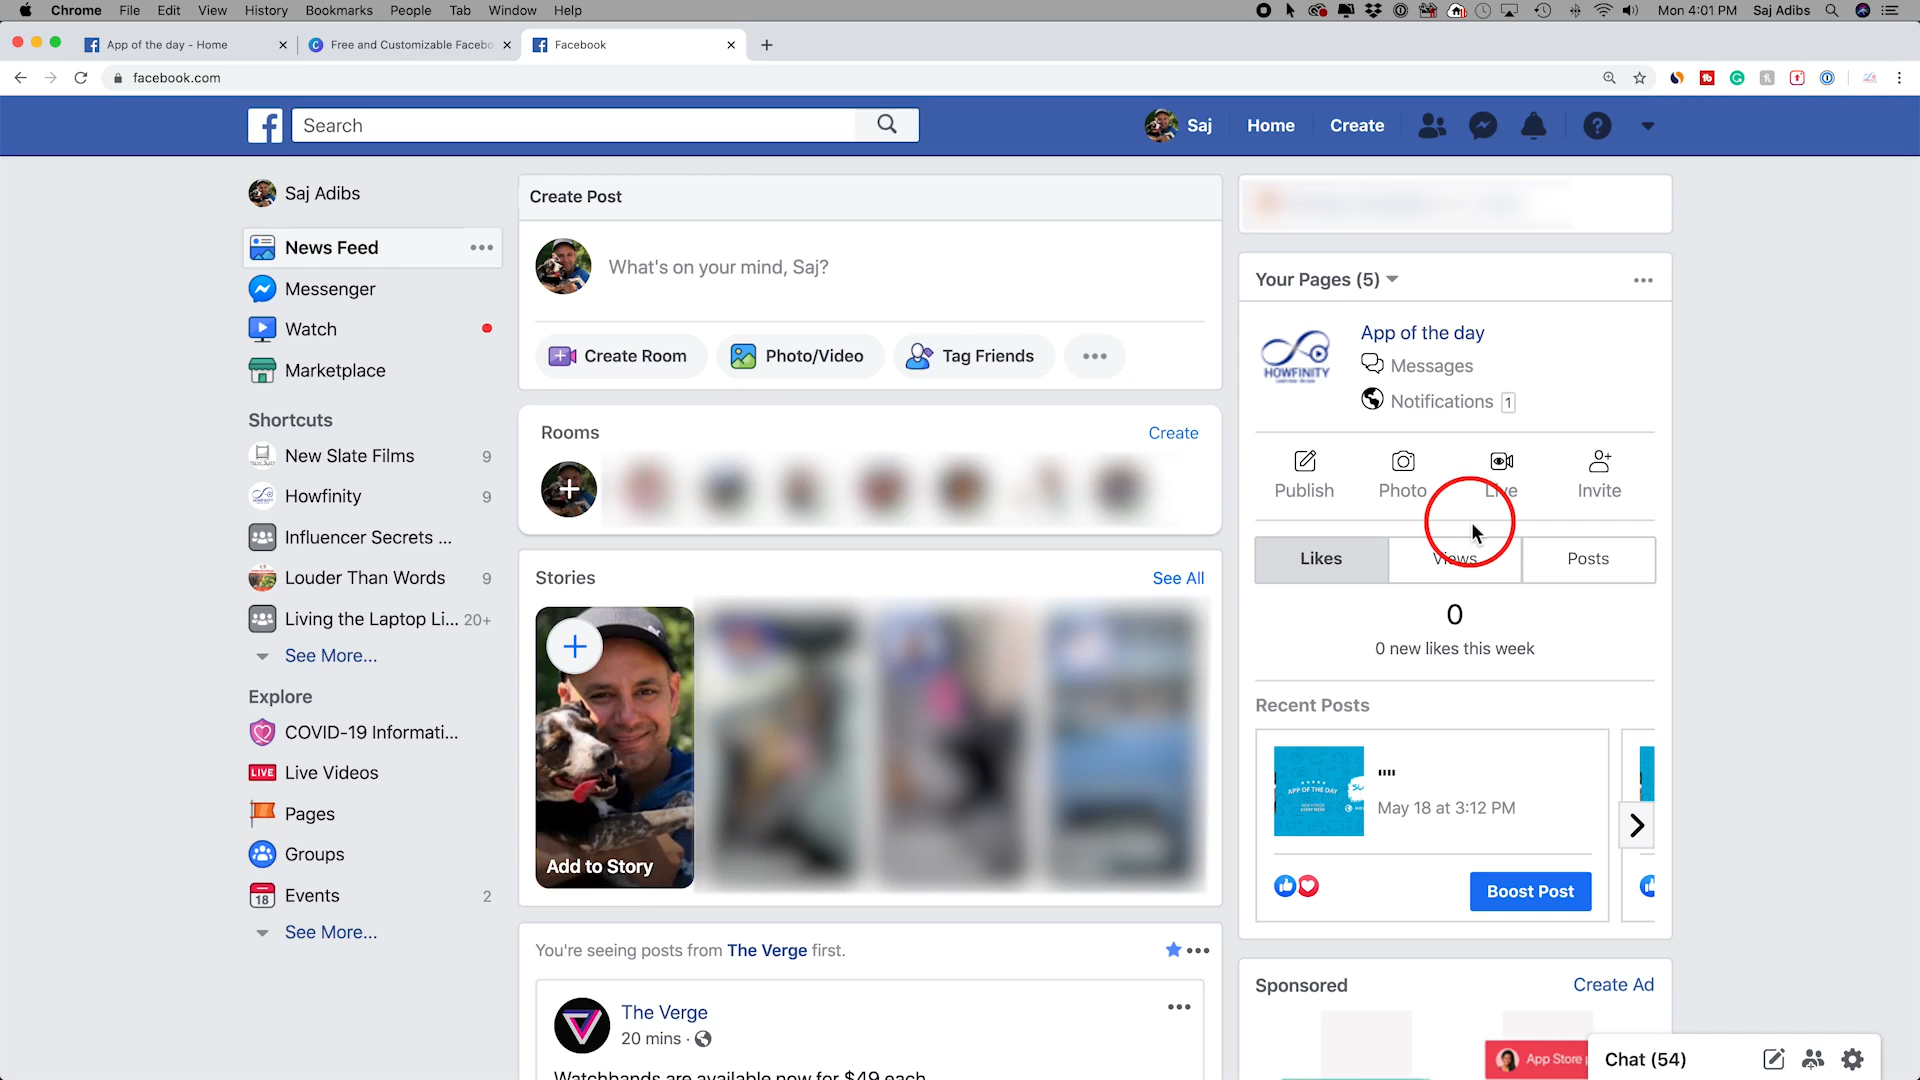 Chrome File Edit View History Bookmarks People Tab Window Help
Mon 4:01 PM Saj Adibs
App of the day - Home
Free and Customizable Facebo
Facebook
facebook.com
Search
Saj Home Create
Saj Adibs
News Feed
Messenger
Watch
Marketplace
Shortcuts
New Slate Films 9
Howfinity 9
Influencer Secrets ...
Louder Than Words 9
Living the Laptop Li... 20+
See More...
Explore
COVID-19 Informati...
LIVE Live Videos
Pages
Groups
18 Events 2
See More...
Create Post
What's on your mind, Saj?
Create Room Photo/Video Tag Friends
Rooms Create
Stories See All
Add to Story
You're seeing posts from The Verge first.
The Verge
20 mins ·
Watchbands are available now for $49 each
Your Pages (5)
HOWFINITY
App of the day
Messages
Notifications 1
Publish Photo Live Invite
Likes Views Posts
0
0 new likes this week
Recent Posts
APP OF THE DAY
""
May 18 at 3:12 PM
Boost Post
Sponsored Create Ad
App Store
Chat (54)